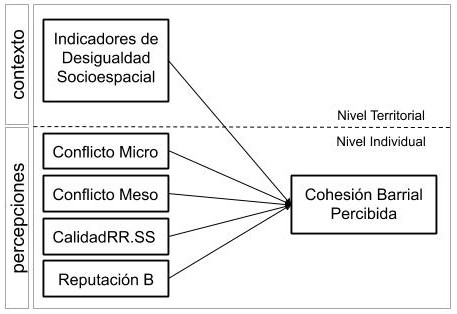 contexto
Indicadores de
Desigualdad
Socioespacial
Nivel Territorial
Nivel Individual
percepciones
Conflicto Micro
Conflicto Meso
CalidadRR.SS
Reputación B
Cohesión Barrial
Percibida